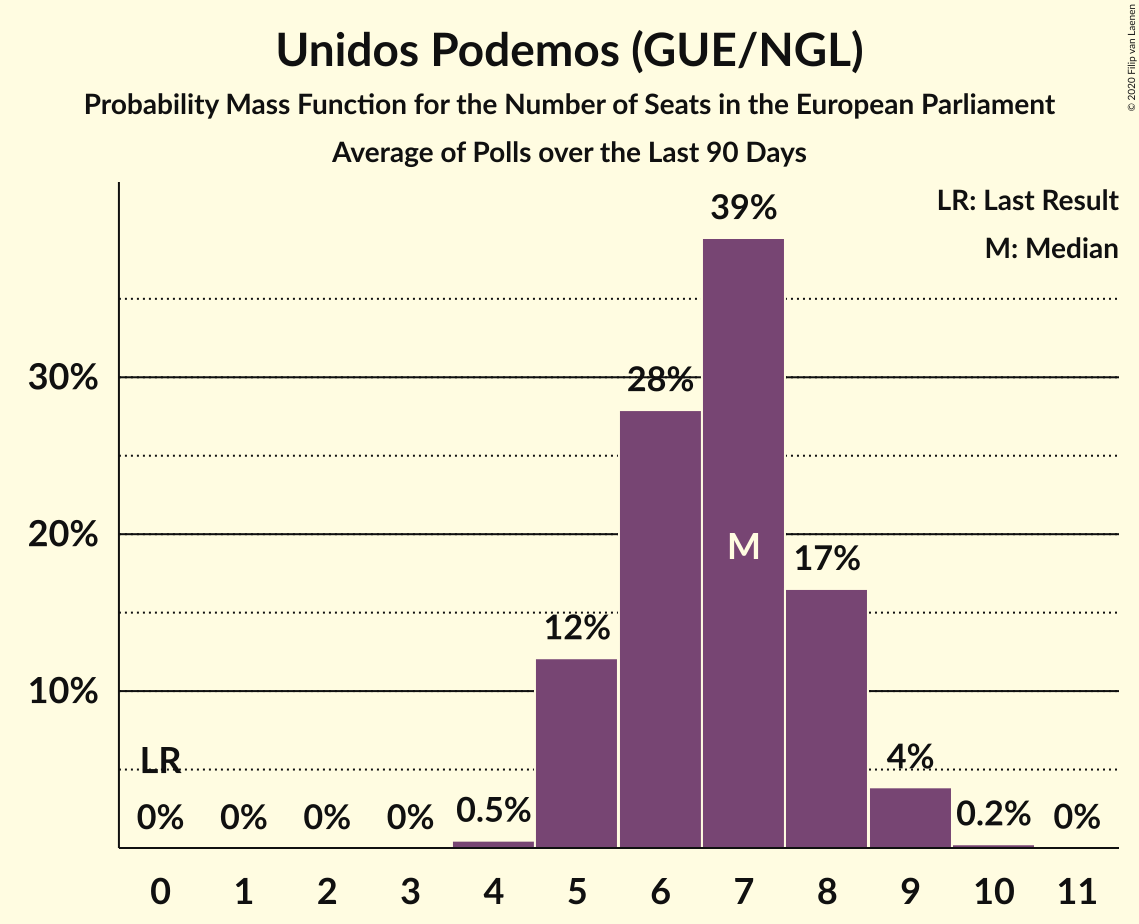 Unidos Podemos (GUE/NGL)
Probability Mass Function for the Number of Seats in the European Parliament
Average of Polls over the Last 90 Days
© 2020 Filip van Laenen
LR: Last Result
M: Median
39%
30%
28%
20%
M
17%
12%
10%
LR
4%
0%
0%
0%
0%
0.5%
0.2%
0%
0 1 2 3 4 5 6 7 8 9 10 11